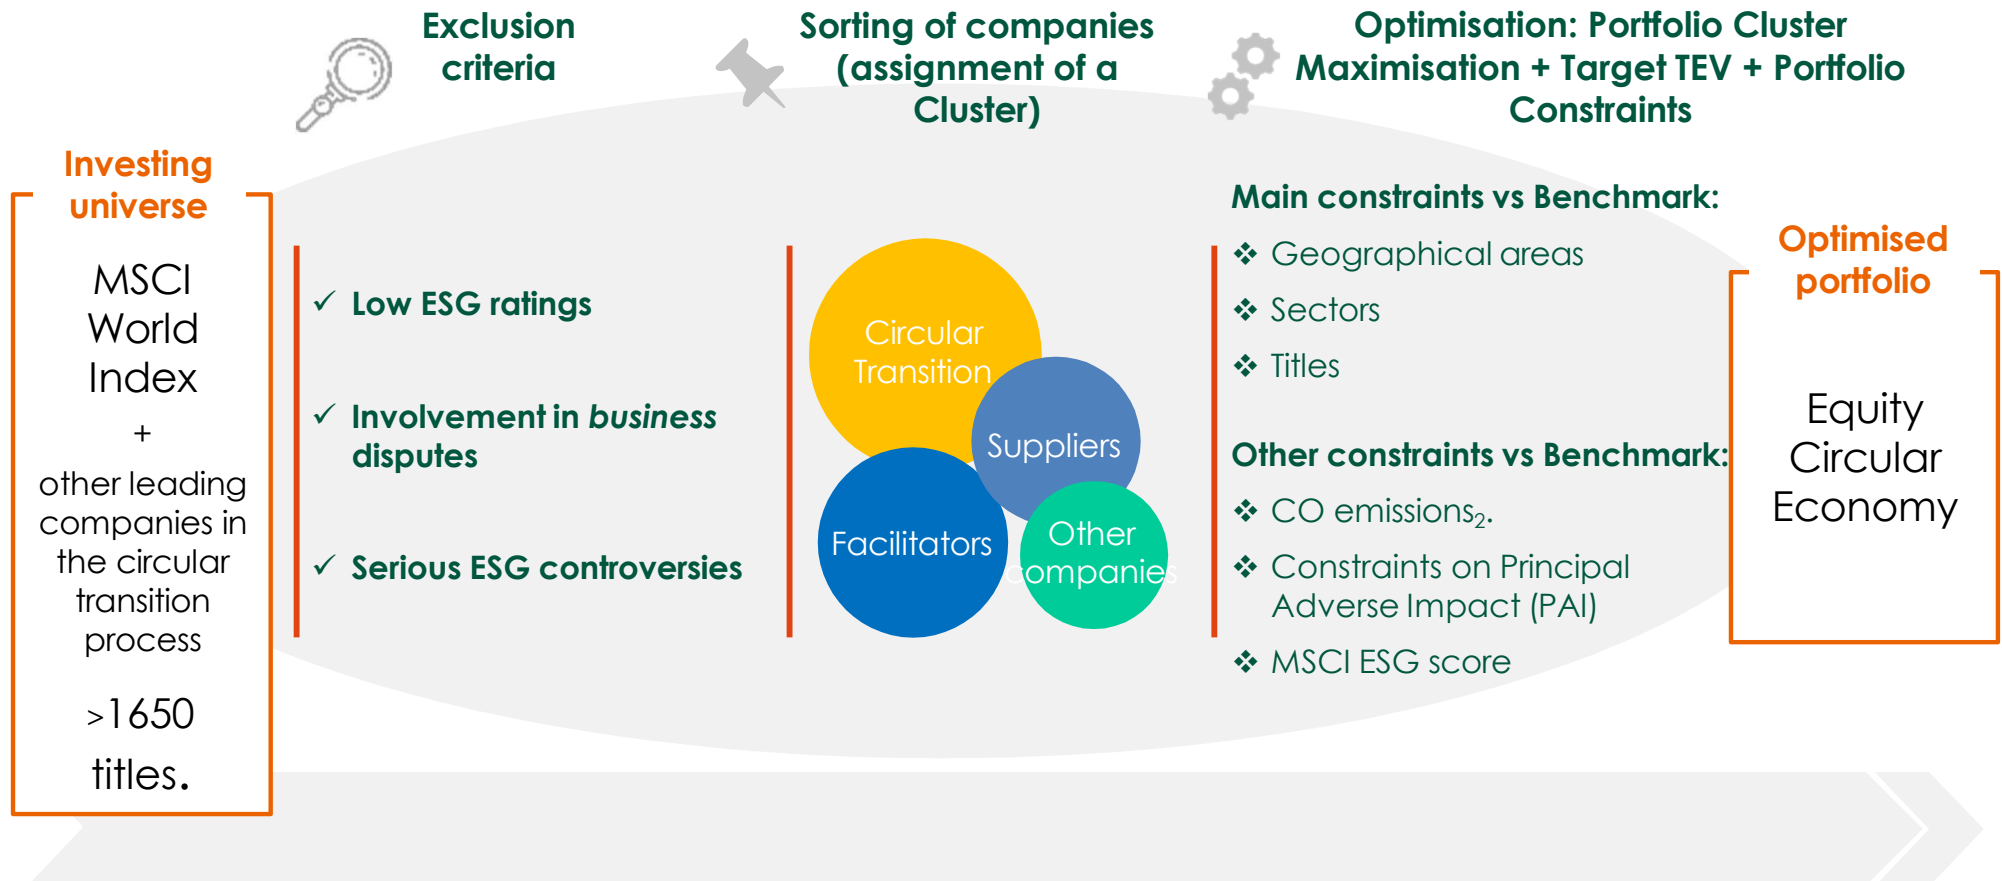 Exclusion
criteria
Sorting of companies
(assignment of a
Cluster)
Optimisation: Portfolio Cluster
Maximisation + Target TEV + Portfolio
Constraints
Investing
universe
MSCI
World
Index
+
other leading
companies in
the circular
transition
process
>1650
titles.
✓ Low ESG ratings
✓ Involvement in business
disputes
✓ Serious ESG controversies
Circular
Transition
Suppliers
Facilitators
Other
companies
Main constraints vs Benchmark:
❖ Geographical areas
❖ Sectors
❖ Titles
Other constraints vs Benchmark:
❖ CO emissions₂.
❖ Constraints on Principal
Adverse Impact (PAI)
❖ MSCI ESG score
Optimised
portfolio
Equity
Circular
Economy